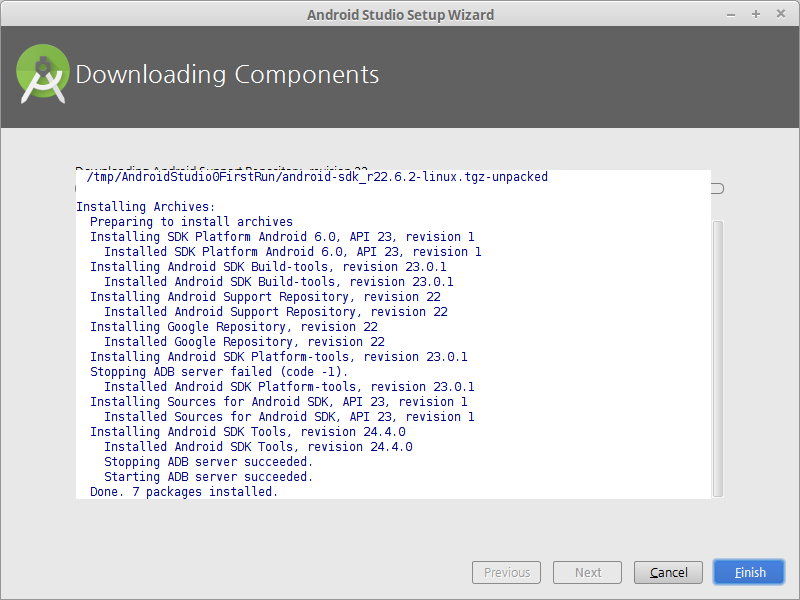 Android Studio Setup Wizard
Downloading Components
Downloading Android Support Repository, revision 22
/tmp/AndroidStudio0FirstRun/android-sdk_r22.6.2-linux.tgz-unpacked
Installing Archives:
Preparing to install archives
Installing SDK Platform Android 6.0, API 23, revision 1
Installed SDK Platform Android 6.0, API 23, revision 1
Installing Android SDK Build-tools, revision 23.0.1
Installed Android SDK Build-tools, revision 23.0.1
Installing Android Support Repository, revision 22
Installed Android Support Repository, revision 22
Installing Google Repository, revision 22
Installed Google Repository, revision 22
Installing Android SDK Platform-tools, revision 23.0.1
Stopping ADB server failed (code -1).
Installed Android SDK Platform-tools, revision 23.0.1
Installing Sources for Android SDK, API 23, revision 1
Installed Sources for Android SDK, API 23, revision 1
Installing Android SDK Tools, revision 24.4.0
Installed Android SDK Tools, revision 24.4.0
Stopping ADB server succeeded.
Starting ADB server succeeded.
Done. 7 packages installed.
Previous Next Cancel Finish